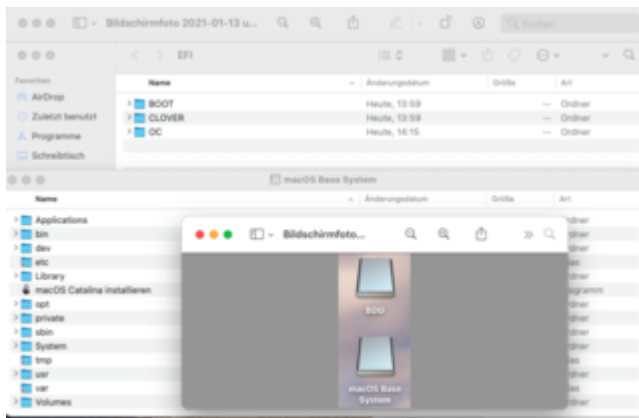 Bildschirmfoto 2021-01-13 u...
Suchen
EFI
Favoriten
Name Änderungsdatum Größe Art
AirDrop
BOOT Heute, 13:59 -- Ordner
Zuletzt benutzt
CLOVER Heute, 13:59 -- Ordner
Programme
OC Heute, 14:15 -- Ordner
Schreibtisch
macOS Base System
Name Änderungsdatum Größe Art
Applications
bin
dev
etc
Library
macOS Catalina installieren
opt
private
sbin
System
tmp
usr
var
Volumes
Bildschirmfoto...
BDU
macOS Base
System